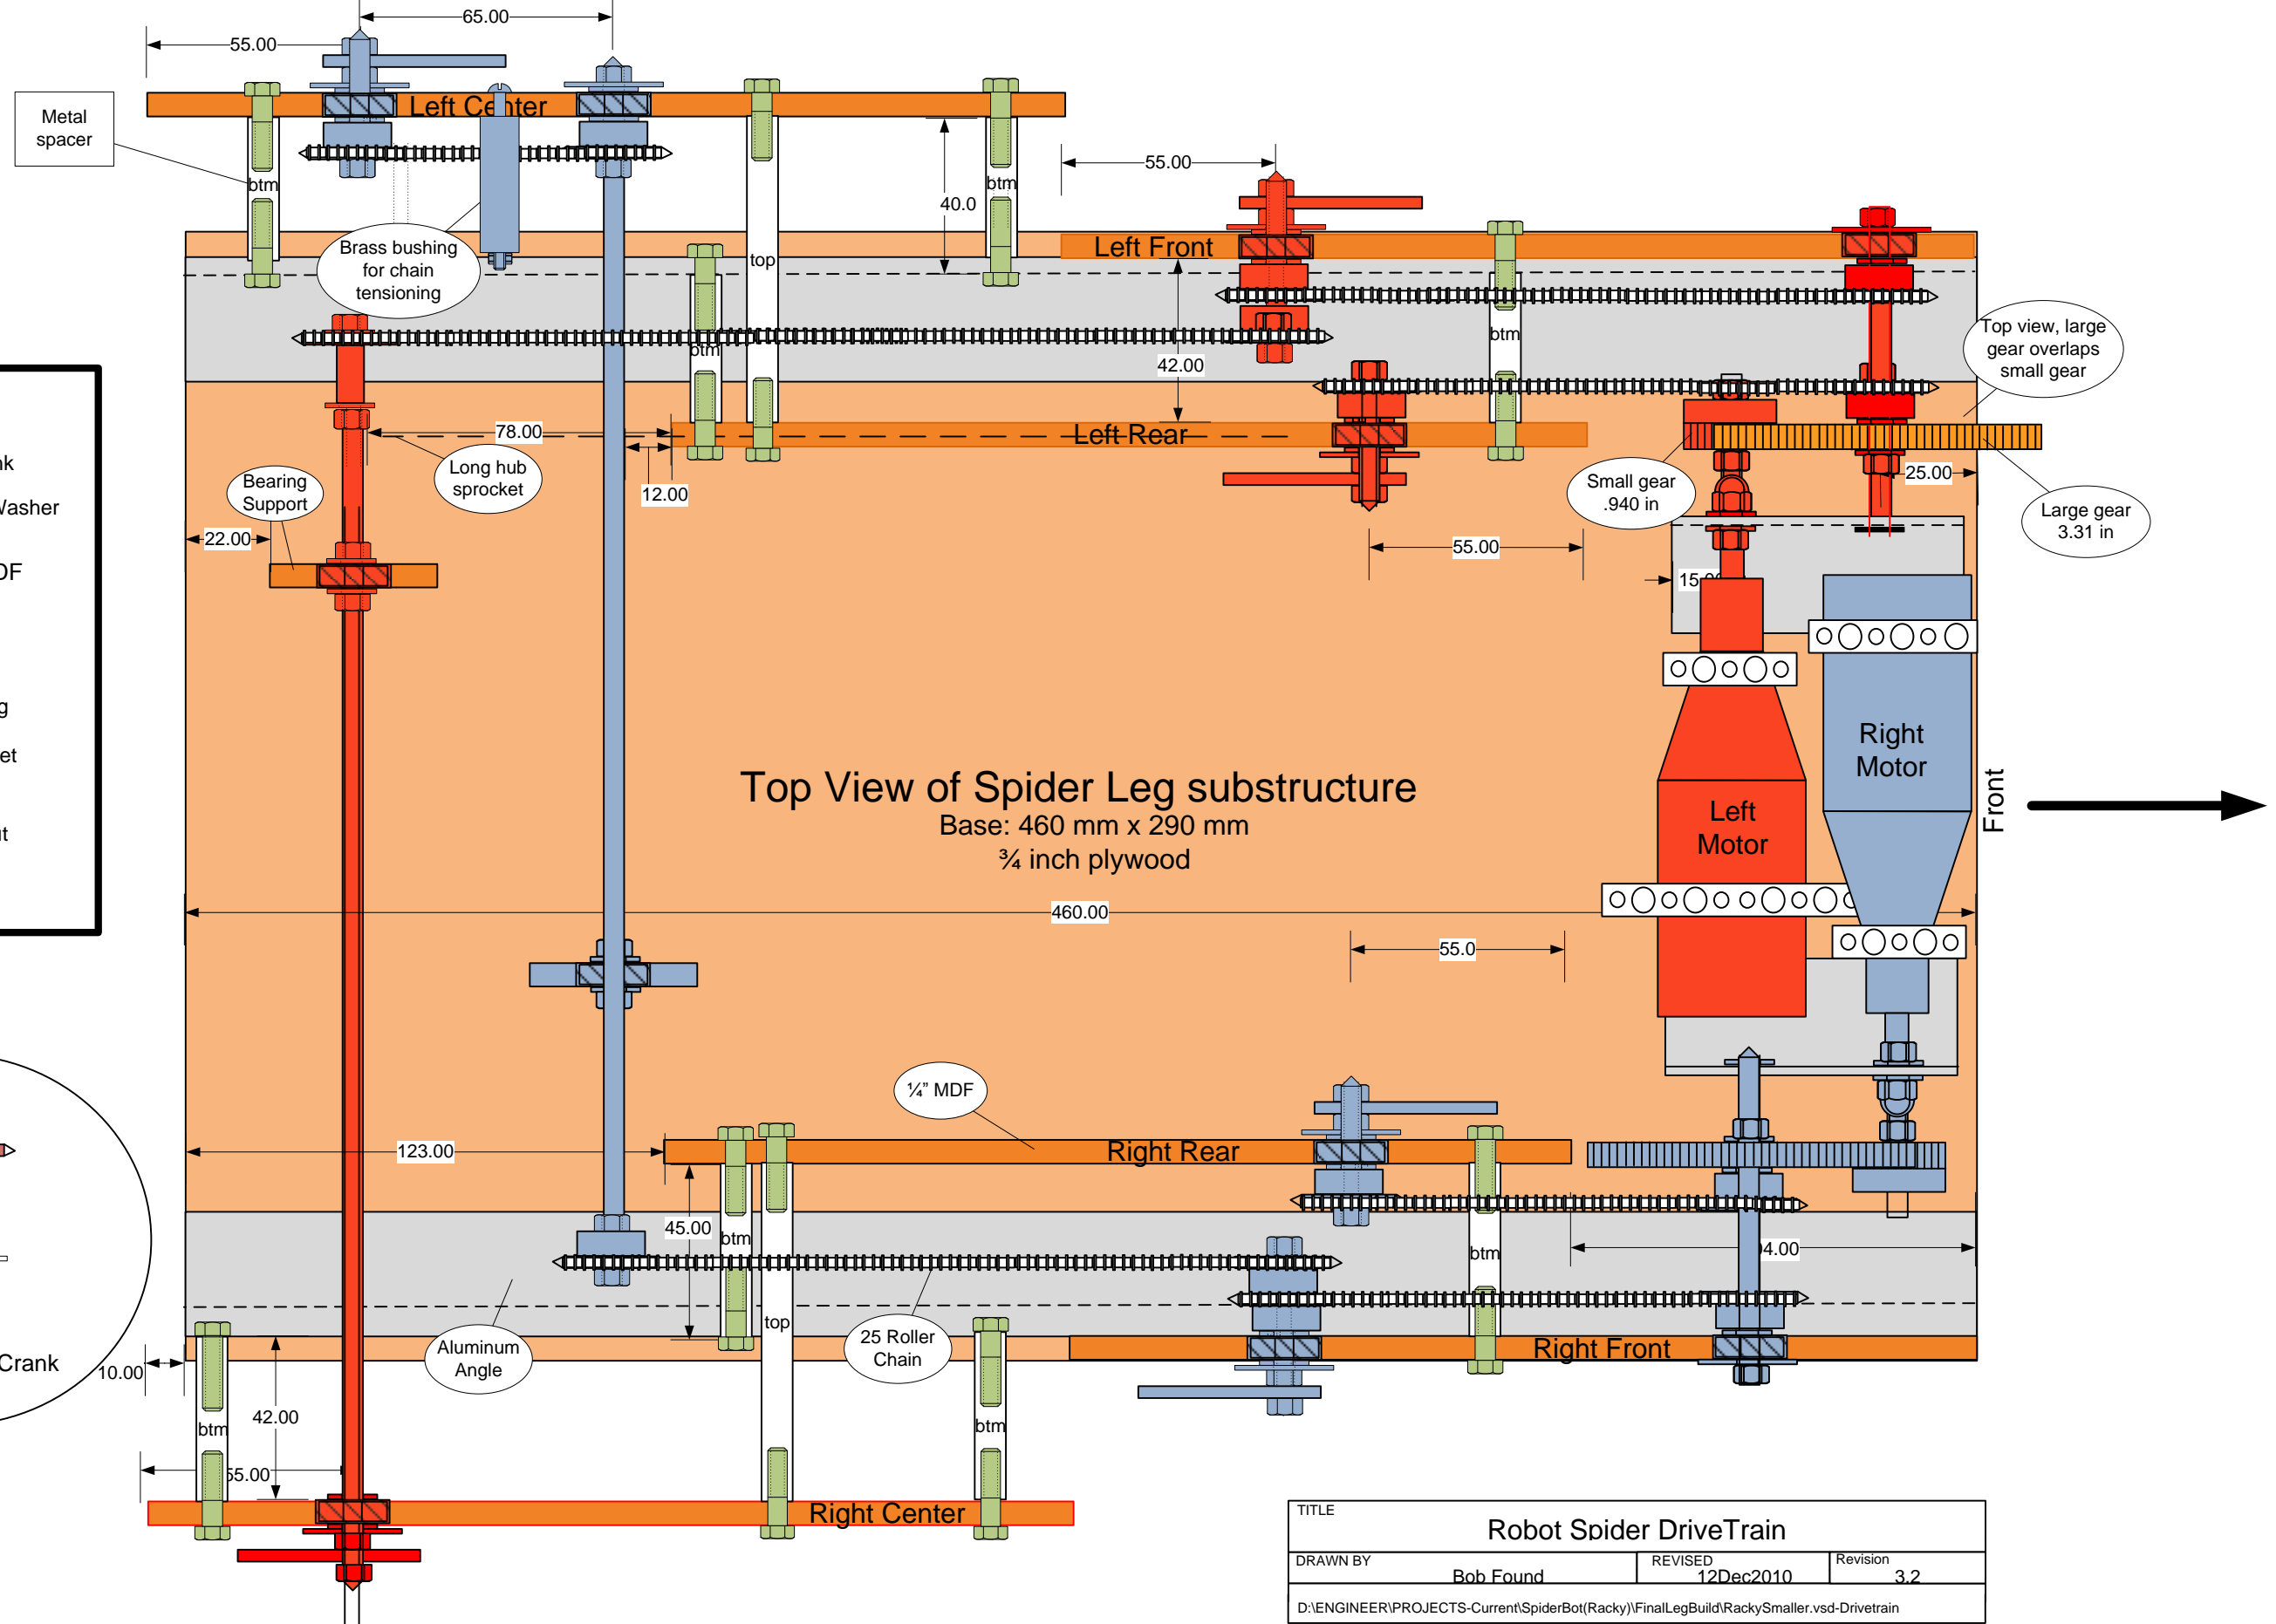 65.00
55.00
Metal
spacer
Left Center
btm
btm
40.0
top
55.00
Left Front
Brass bushing
for chain
tensioning
btm
btm
42.00
Top view, large
gear overlaps
small gear
78.00
Left Rear
Long hub
sprocket
12.00
Bearing
Support
22.00
Small gear
.940 in
25.00
Large gear
3.31 in
55.00
Washer
Right
Motor
Left
Motor
Front
Top View of Spider Leg substructure
Base: 460 mm x 290 mm
¾ inch plywood
460.00
55.0
¼” MDF
123.00
Right Rear
45.00
btm
btm
top
Aluminum
Angle
25 Roller
Chain
Right Front
Crank
10.00
42.00
btm
btm
55.00
Right Center
TITLE
Robot Spider DriveTrain
DRAWN BY
Bob Found
REVISED
12Dec2010
Revision
3.2
D:\ENGINEER\PROJECTS-Current\SpiderBot(Racky)\FinalLegBuild\RackySmaller.vsd-Drivetrain